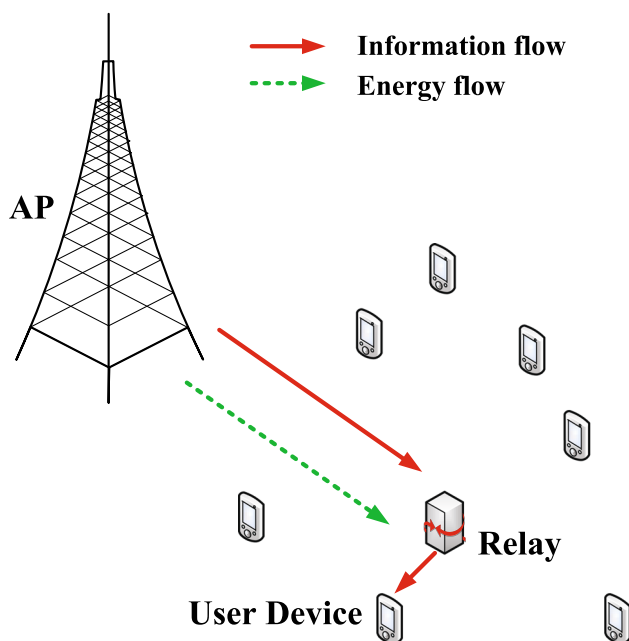 Information flow
Energy flow
AP
Relay
User Device